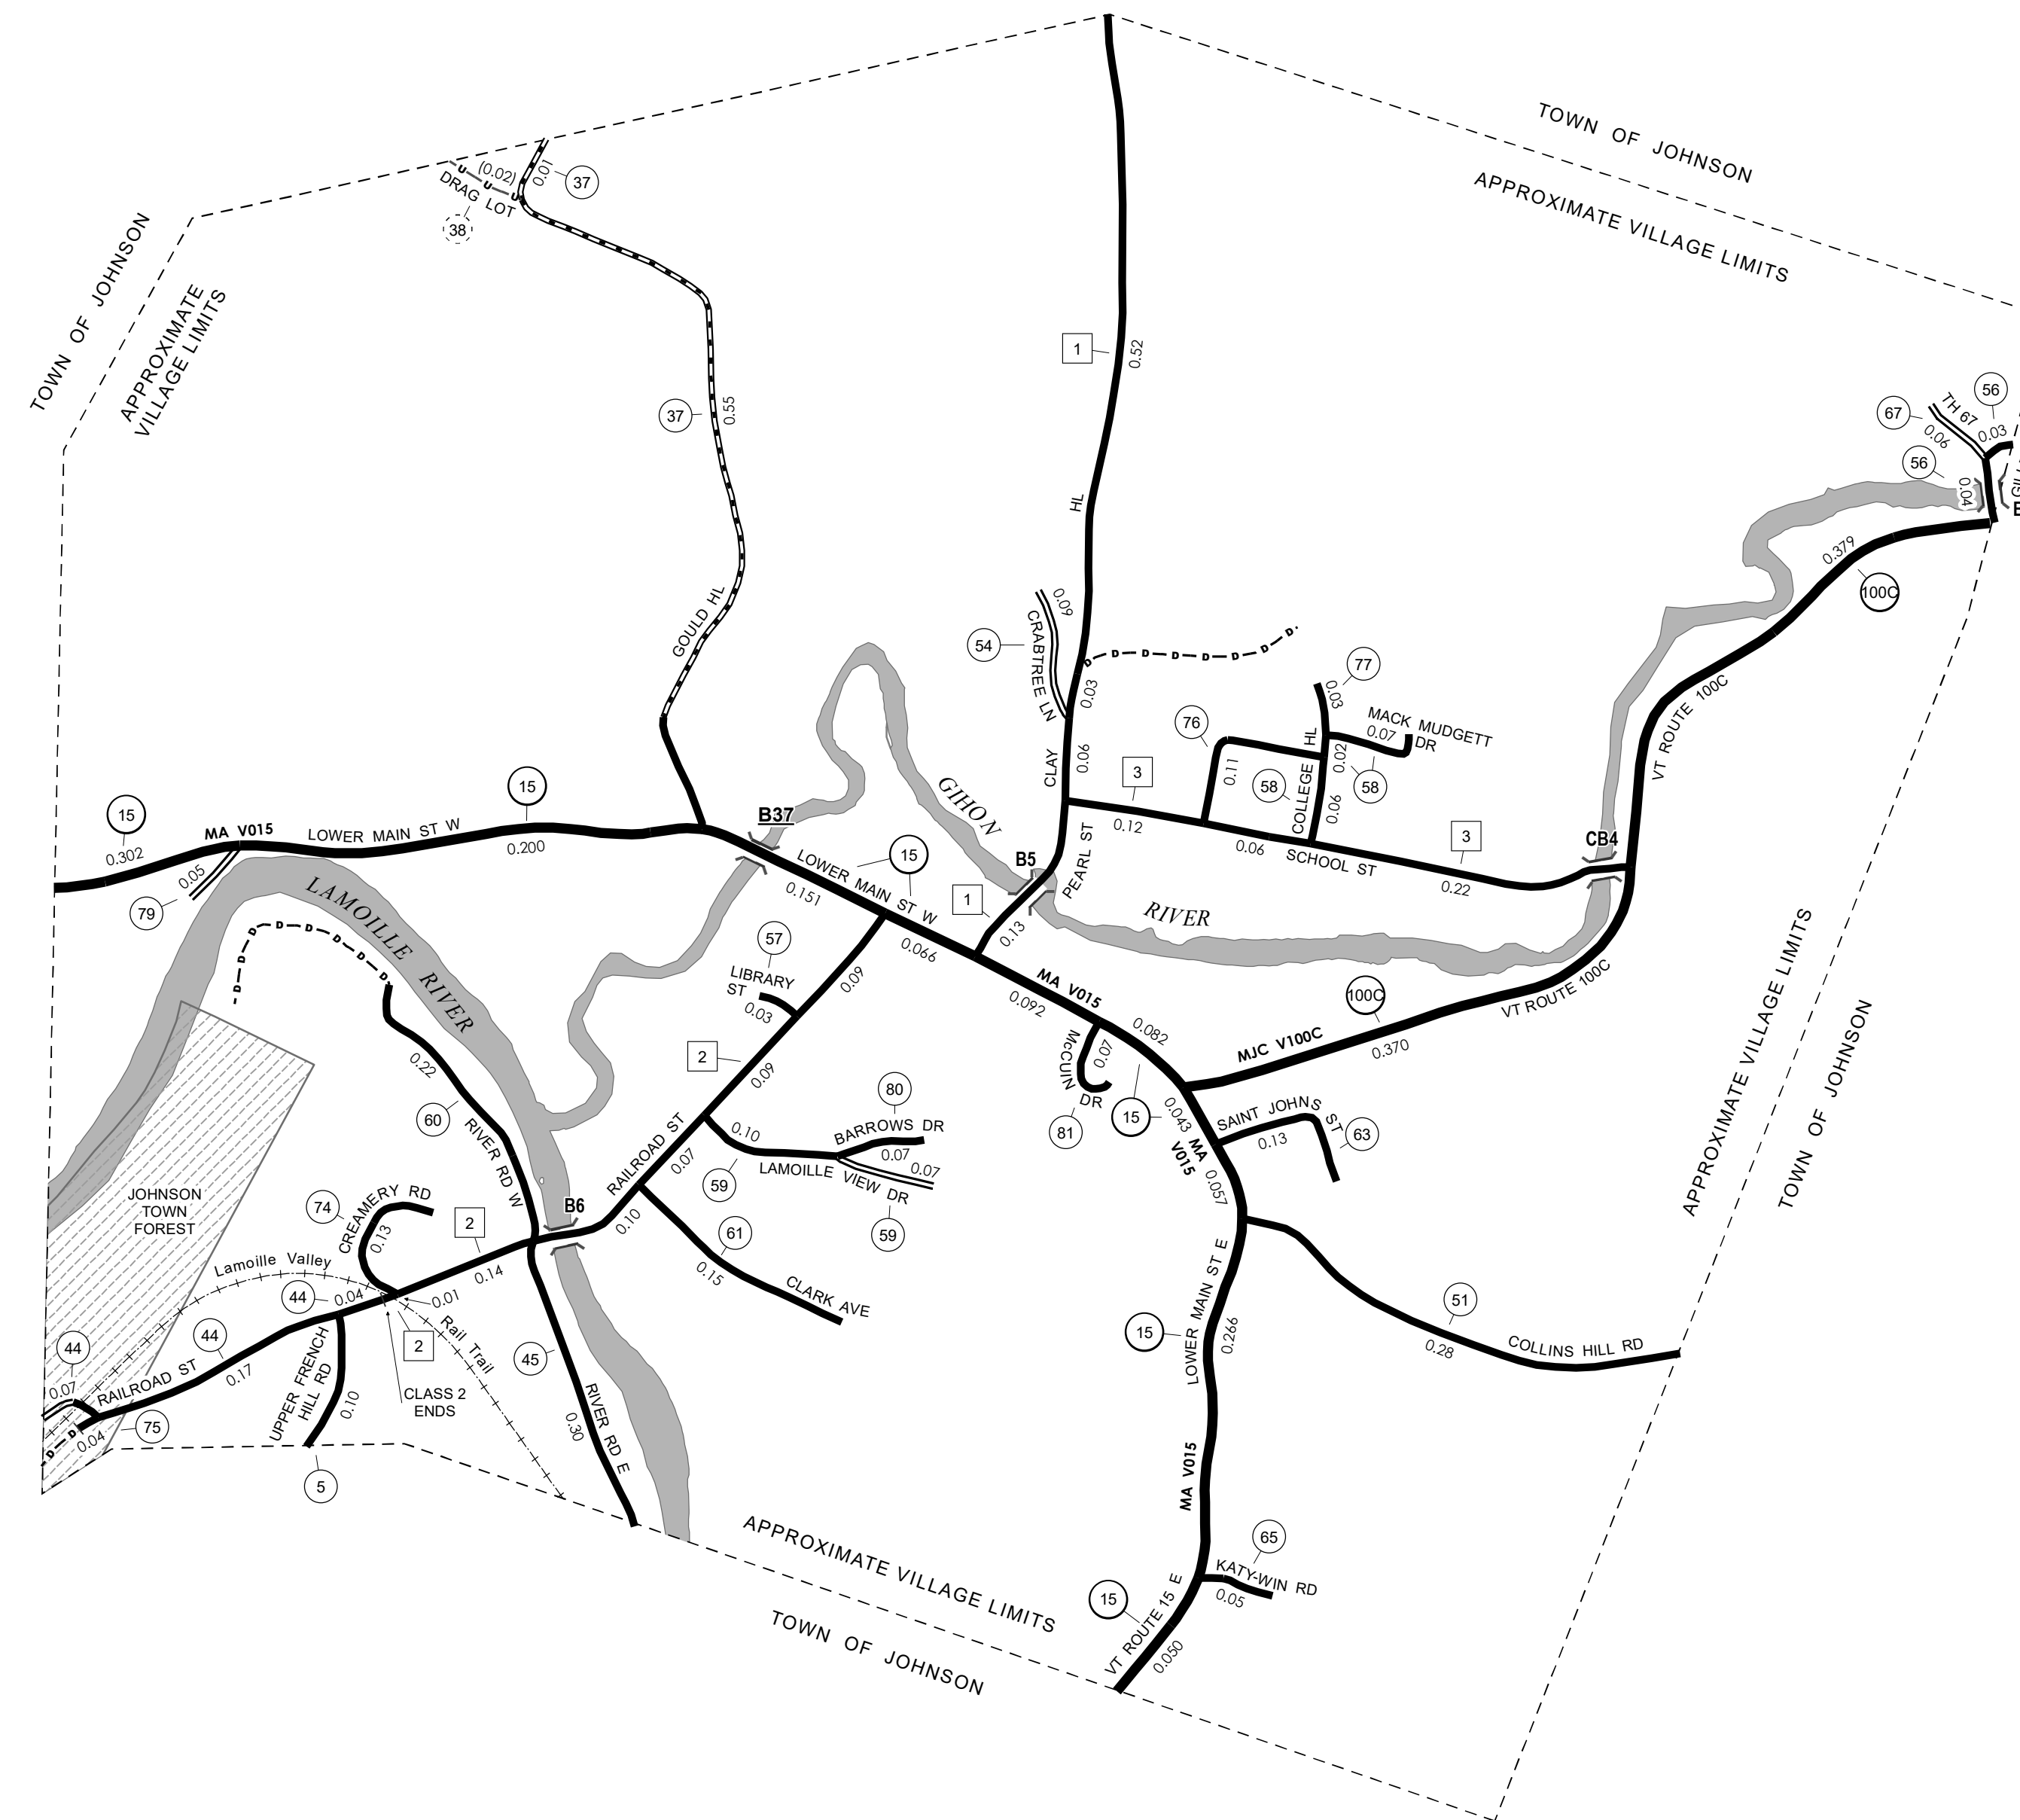 TOWN OF JOHNSON
APPROXIMATE VILLAGE LIMITS
TOWN OF JOHNSON
APPROXIMATE
VILLAGE LIMITS
(0.02)
0.01
37
DRAG LOT
38
U
U
U
37
0.55
GOULD HL
1
0.52
HL
56
67
TH 67
0.06
0.03
56
0.04
0.379
100C
VT ROUTE 100C
54
0.09
CRABTREE LN
D
D
D
D
D
D
D
D
0.03
CLAY
0.06
77
0.03
76
MACK MUDGETT
DR
0.07
HL
0.02
0.11
58
58
COLLEGE
0.06
3
0.12
0.06
SCHOOL ST
3
0.22
CB4
15
15
MA V015
LOWER MAIN ST W
0.302
0.200
0.05
79
B37
GIHON
RIVER
B5
PEARL ST
15
LOWER MAIN ST W
0.151
0.066
1
0.13
LAMOILLE RIVER
D
D
D
D
D
D
D
D
57
LIBRARY
ST
0.03
0.09
2
0.09
MA V015
0.092
0.082
McCUIN
DR
0.07
81
15
100C
MJC V100C
0.370
VT ROUTE 100C
0.043
MA
V015
SAINT JOHNS ST
0.13
63
0.057
0.22
60
RIVER RD W
80
BARROWS DR
0.10
0.07
0.07
LAMOILLE VIEW DR
59
59
RAILROAD ST
0.07
B6
0.10
61
0.15
CLARK AVE
JOHNSON
TOWN
FOREST
74
CREAMERY RD
0.13
2
0.14
Lamoille Valley
Rail Trail
44
0.04
0.01
2
CLASS 2
ENDS
44
44
0.07
RAILROAD ST
0.17
UPPER FRENCH
HILL RD
0.10
D
D
0.04
75
5
45
RIVER RD E
0.30
51
0.28
COLLINS HILL RD
15
LOWER MAIN ST E
0.266
MA V015
65
KATY-WIN RD
0.05
15
VT ROUTE 15 E
0.050
APPROXIMATE VILLAGE LIMITS
TOWN OF JOHNSON
APPROXIMATE VILLAGE LIMITS
TOWN OF JOHNSON